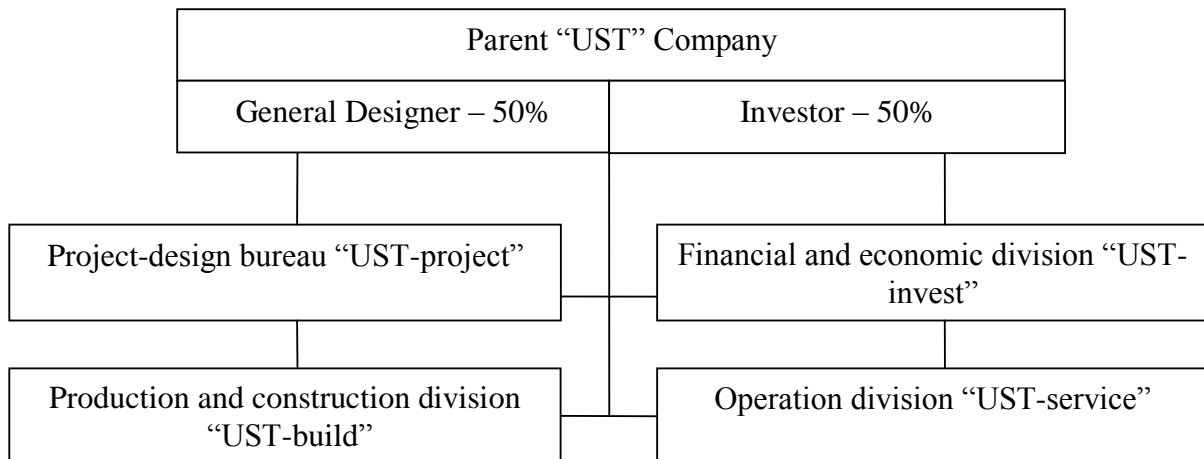 Parent “UST” Company
General Designer – 50%
Investor – 50%
Project-design bureau “UST-project”
Financial and economic division “UST-
invest”
Production and construction division
“UST-build”
Operation division “UST-service”